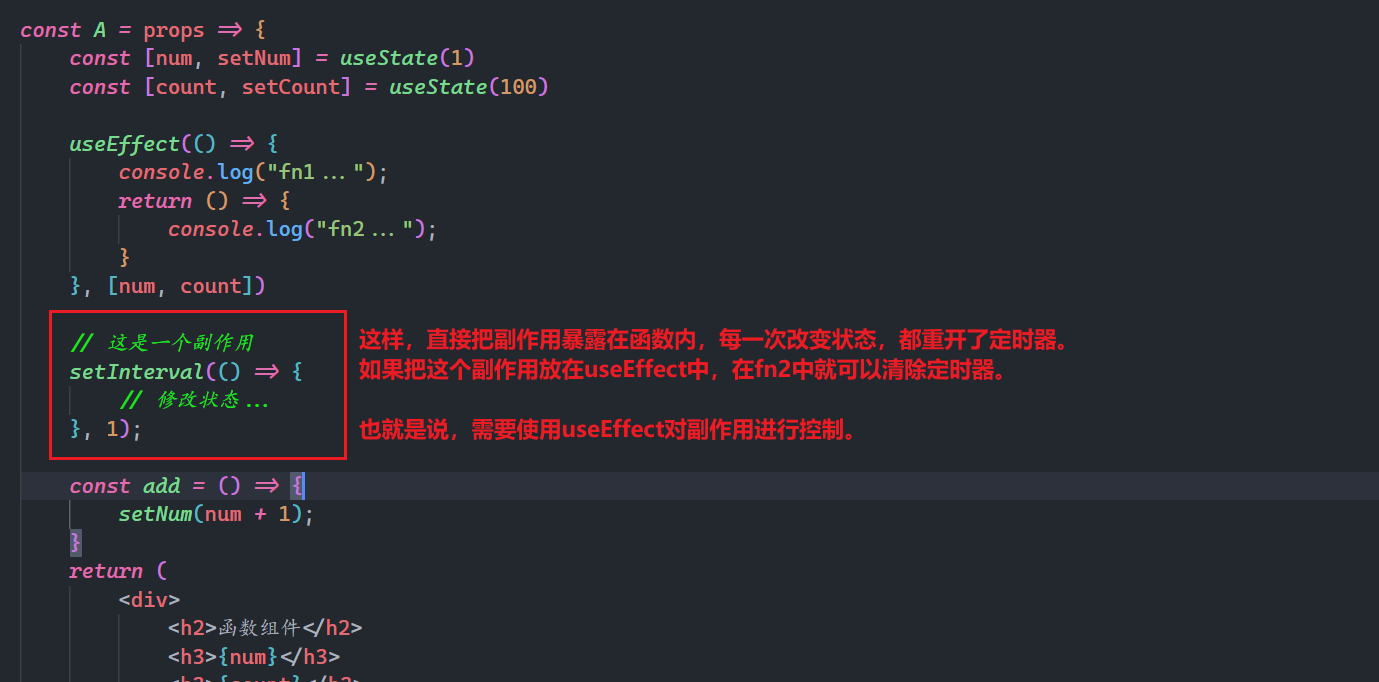 const A = props => {
const [num, setNum] = useState(1)
const [count, setCount] = useState(100)
useEffect(() => {
console.log("fn1...");
return () => {
console.log("fn2...");
}
}, [num, count])
// 这是一个副作用
setInterval(() => {
// 修改状态...
}, 1);
这样，直接把副作用暴露在函数内，每一次改变状态，都重开了定时器。
如果把这个副作用放在useEffect中，在fn2中就可以清除定时器。
也就是说，需要使用useEffect对副作用进行控制。
const add = () => {
setNum(num + 1);
}
return (
<div>
<h2>函数组件</h2>
<h3>{num}</h3>
<h3>{count}</h3>